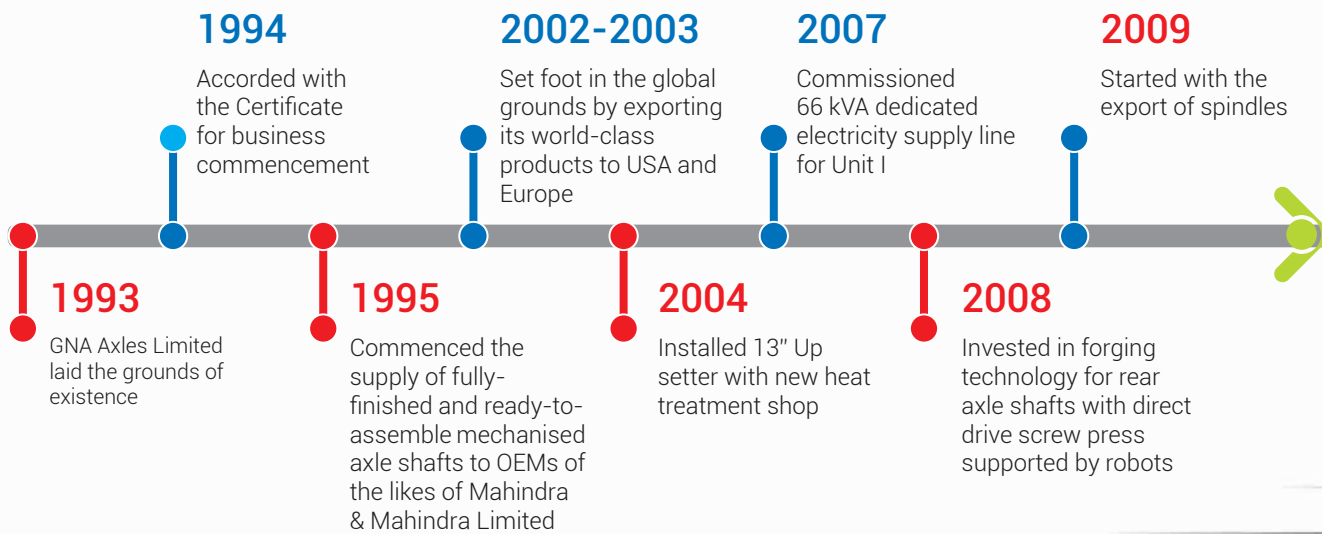 1994
Accorded with
the Certificate
for business
commencement
2002-2003
Set foot in the global
grounds by exporting
its world-class
products to USA and
Europe
2007
Commissioned
66 kVA dedicated
electricity supply line
for Unit I
2009
Started with the
export of spindles
1993
GNA Axles Limited
laid the grounds of
existence
1995
Commenced the
supply of fully-
finished and ready-to-
assemble mechanised
axle shafts to OEMs of
the likes of Mahindra
& Mahindra Limited
2004
Installed 13” Up
setter with new heat
treatment shop
2008
Invested in forging
technology for rear
axle shafts with direct
drive screw press
supported by robots